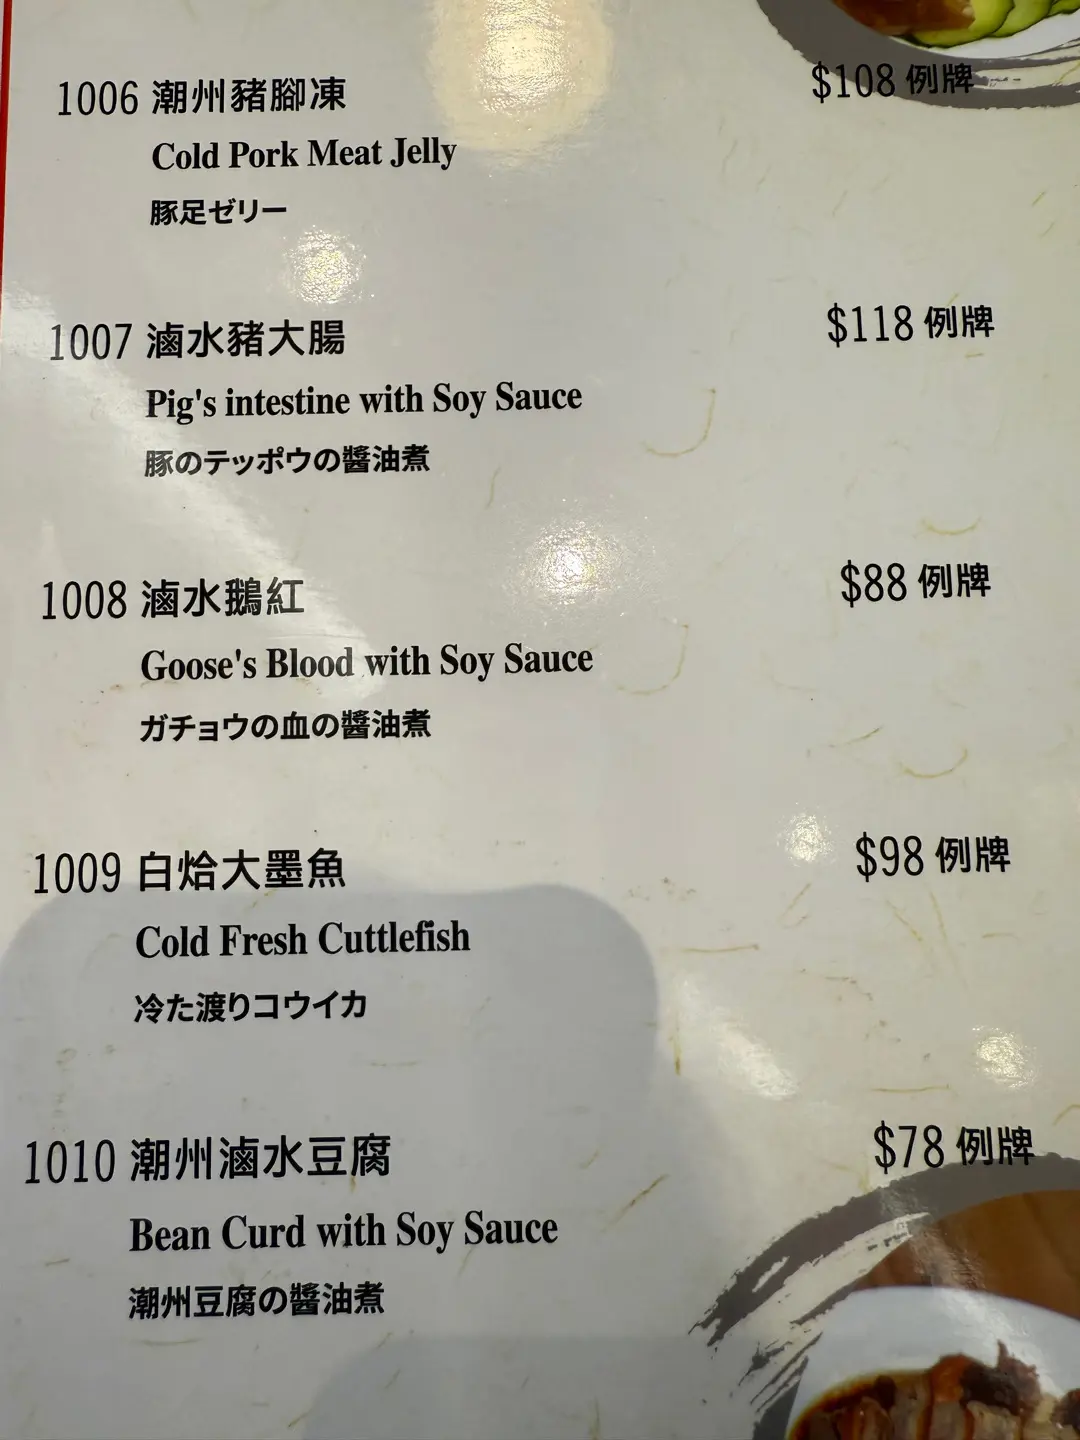 1006 潮州豬腳凍 $108 例牌
Cold Pork Meat Jelly
豚足ゼリー
1007 滷水豬大腸 $118 例牌
Pig's intestine with Soy Sauce
豚のテッポウの醬油煮
1008 滷水鵝紅 $88 例牌
Goose's Blood with Soy Sauce
ガチョウの血の醬油煮
1009 白烚大墨魚 $98 例牌
Cold Fresh Cuttlefish
冷た渡りコウイカ
1010 潮州滷水豆腐 $78 例牌
Bean Curd with Soy Sauce
潮州豆腐の醬油煮